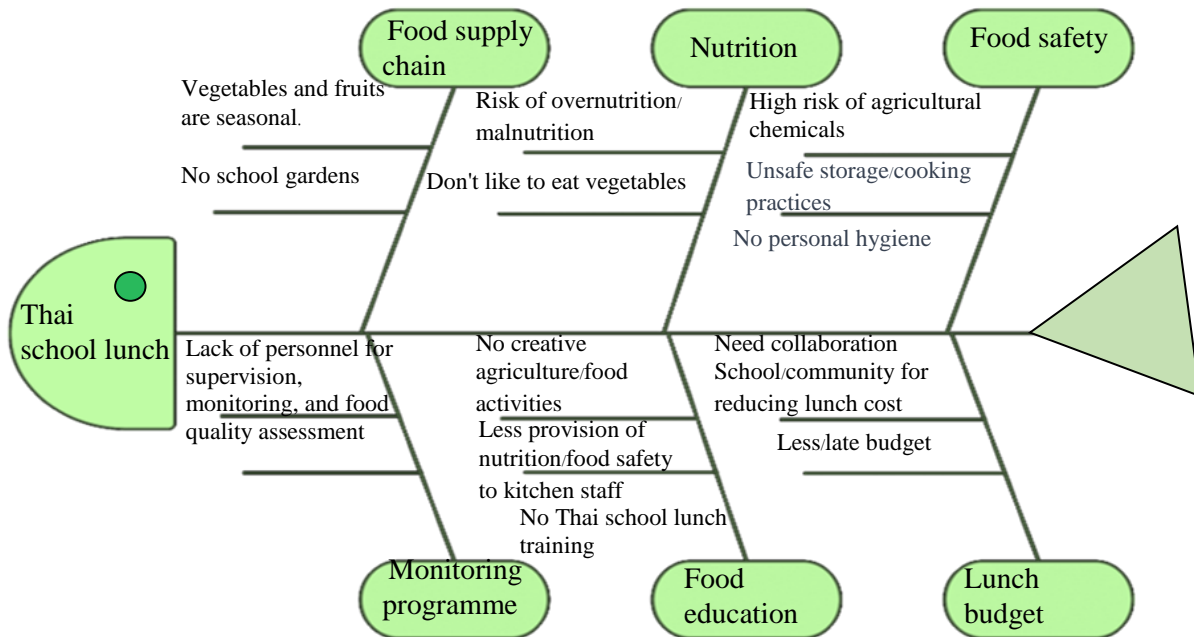 Food supply
chain
Nutrition
Food safety
Vegetables and fruits
are seasonal.
No school gardens
Risk of overnutrition/
malnutrition
Don't like to eat vegetables
High risk of agricultural
chemicals
Unsafe storage/cooking
practices
No personal hygiene
Thai
school lunch
Lack of personnel for
supervision,
monitoring, and food
quality assessment
No creative
agriculture/food
activities
Less provision of
nutrition/food safety
to kitchen staff
No Thai school lunch
training
Need collaboration
School/community for
reducing lunch cost
Less/late budget
Monitoring
programme
Food
education
Lunch
budget